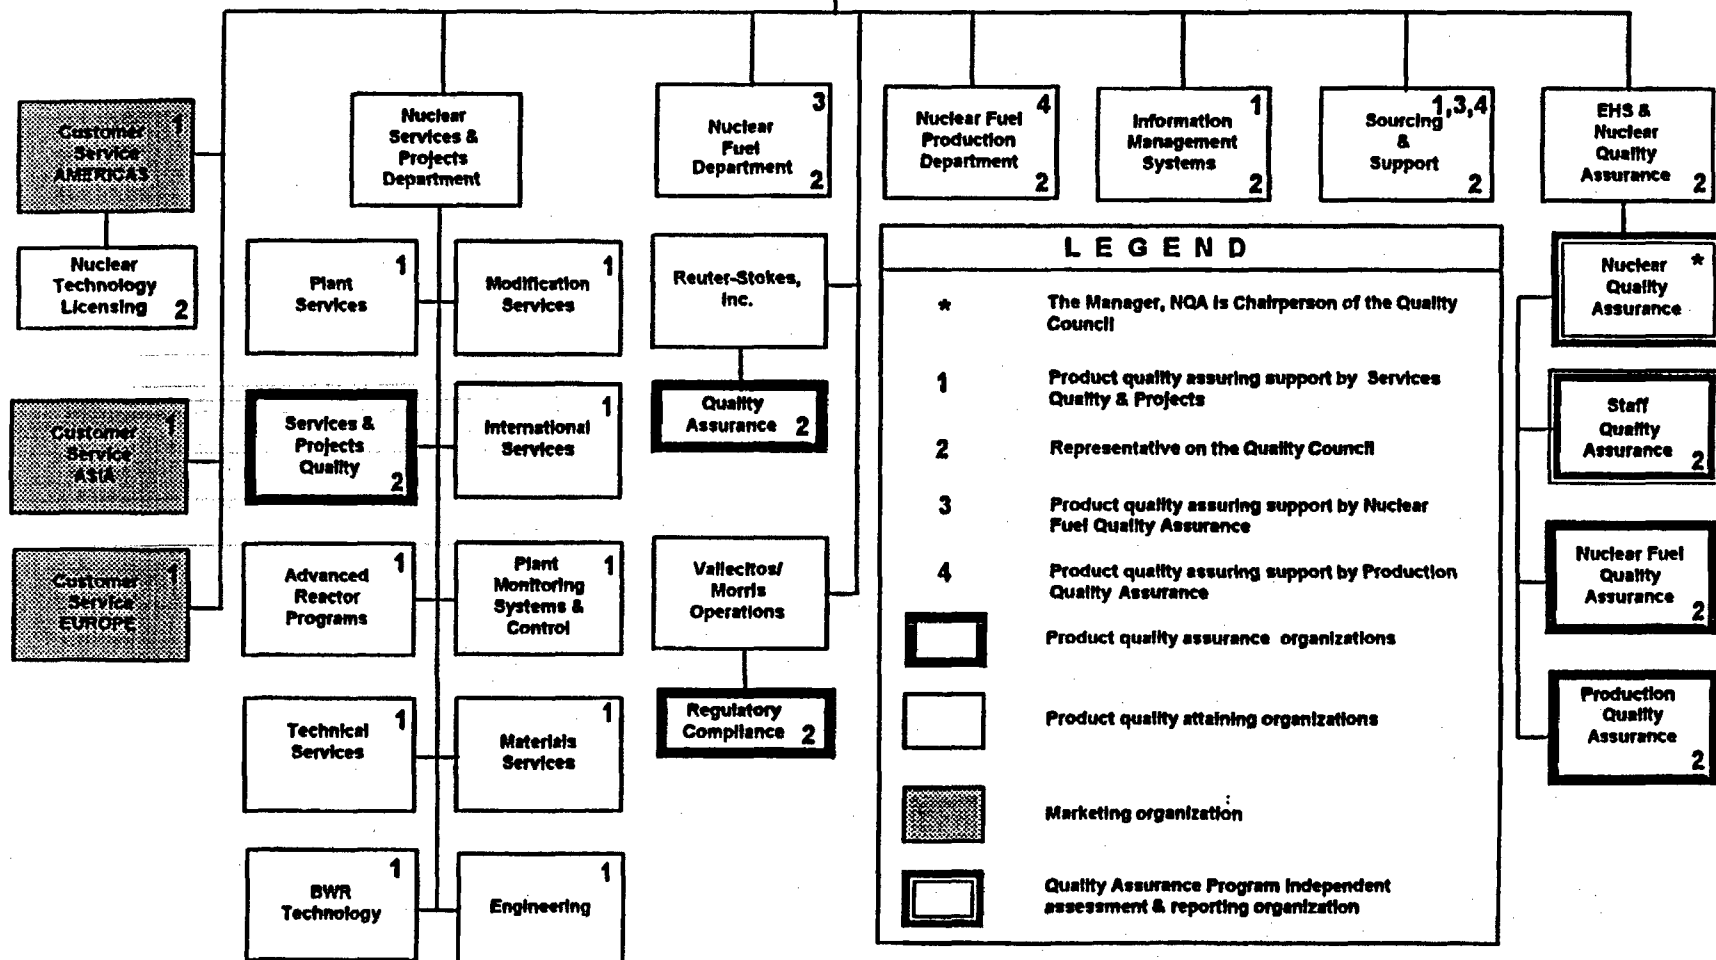 Customer 1
Service
AMERICAS
Nuclear
Technology
Licensing 2
Customer 1
Service
ASIA
Customer 1
Service
EUROPE
Nuclear
Services &
Projects
Department
Plant 1
Services
Modification 1
Services
Services &
Projects
Quality
2
International 1
Services
Advanced 1
Reactor
Programs
Plant 1
Monitoring
Systems &
Control
Technical 1
Services
Materials 1
Services
BWR 1
Technology
Engineering 1
3
Nuclear
Fuel
Department
2
Reuter-Stokes,
Inc.
Quality
Assurance 2
Vallecitos/
Morris
Operations
Regulatory
Compliance 2
Nuclear Fuel 4
Production
Department
2
Information 1
Management
Systems
2
1,3,4
Sourcing
&
Support
2
EHS &
Nuclear
Quality
Assurance
2
Nuclear *
Quality
Assurance
Staff
Quality
Assurance
2
Nuclear Fuel
Quality
Assurance
2
Production
Quality
Assurance
2
LEGEND
* The Manager, NQA is Chairperson of the Quality
Council
1 Product quality assuring support by Services
Quality & Projects
2 Representative on the Quality Council
3 Product quality assuring support by Nuclear
Fuel Quality Assurance
4 Product quality assuring support by Production
Quality Assurance
Product quality assurance organizations
Product quality attaining organizations
Marketing organization
Quality Assurance Program Independent
assessment & reporting organization